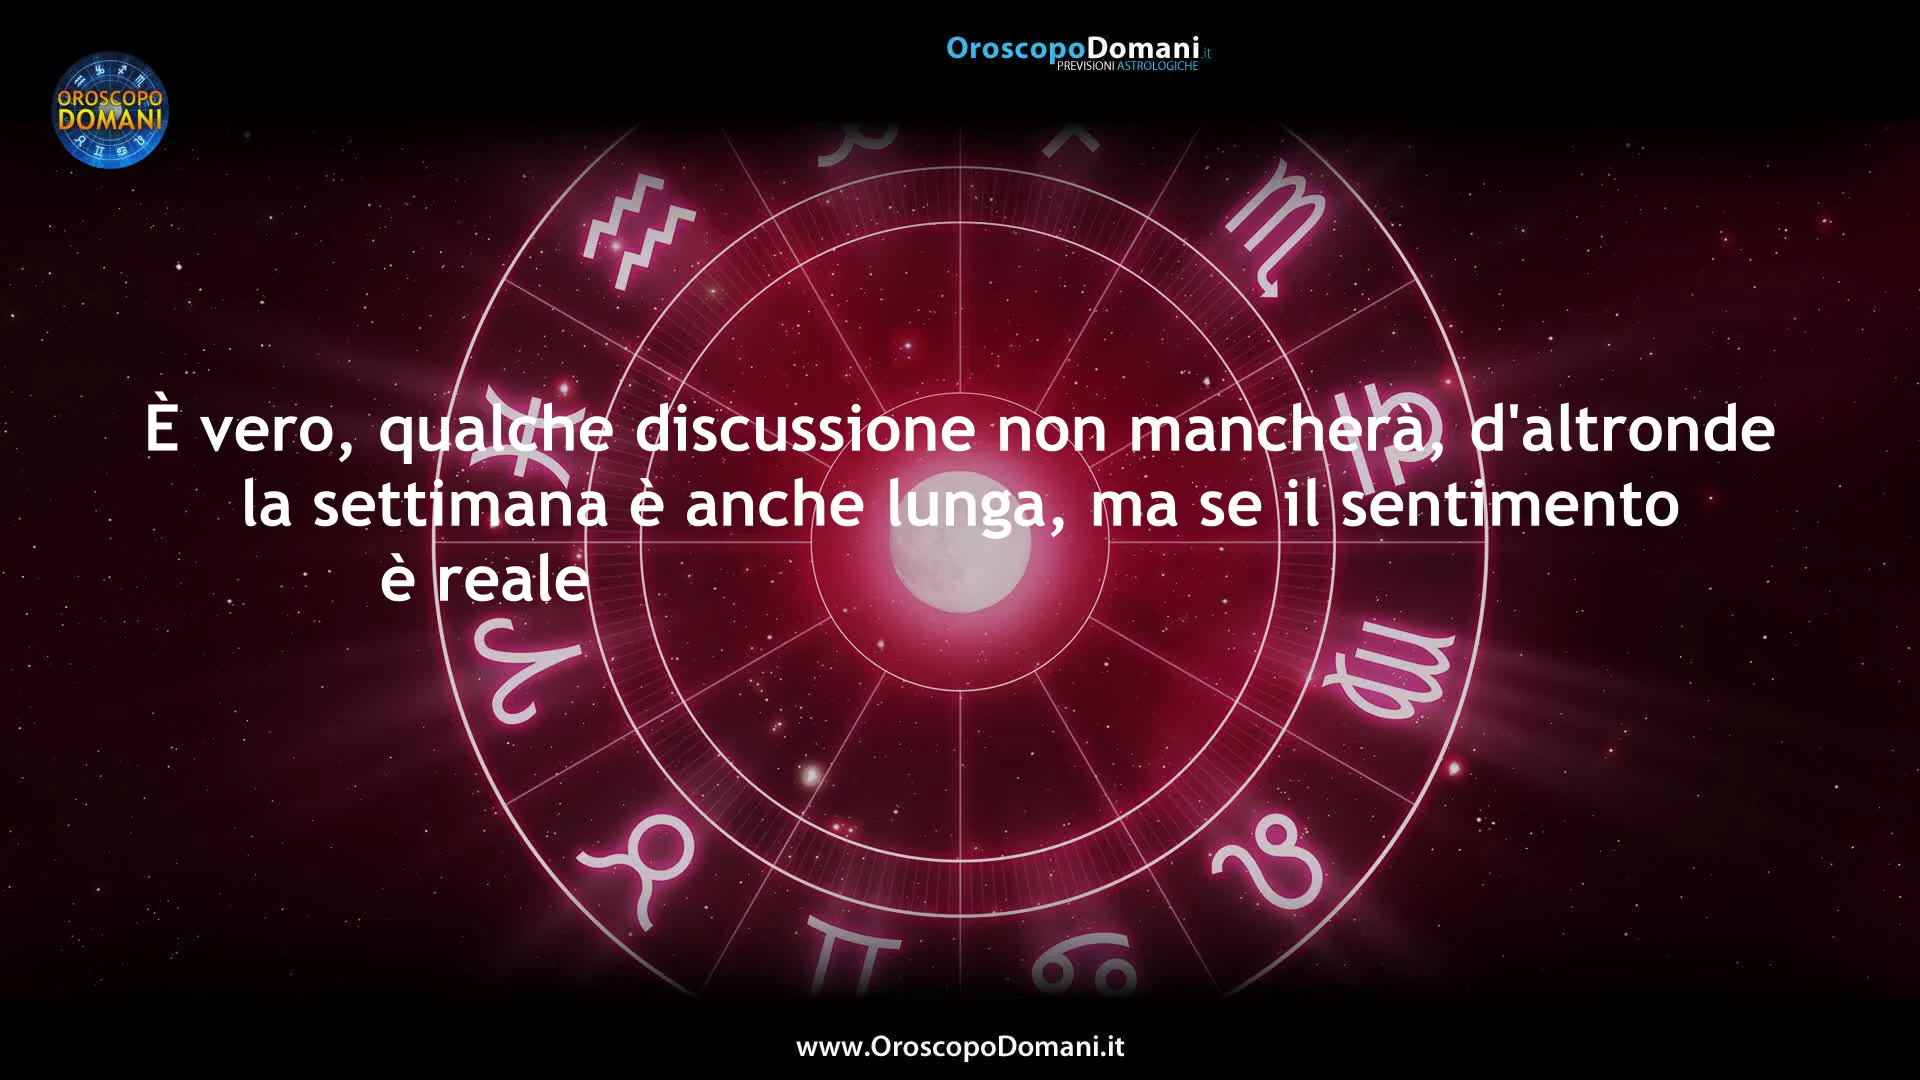 OroscopoDomani.it
PREVISIONI ASTROLOGICHE
OROSCOPO
DOMANI
È vero, qualche discussione non mancherà, d'altronde
la settimana è anche lunga, ma se il sentimento
è reale
www.OroscopoDomani.it